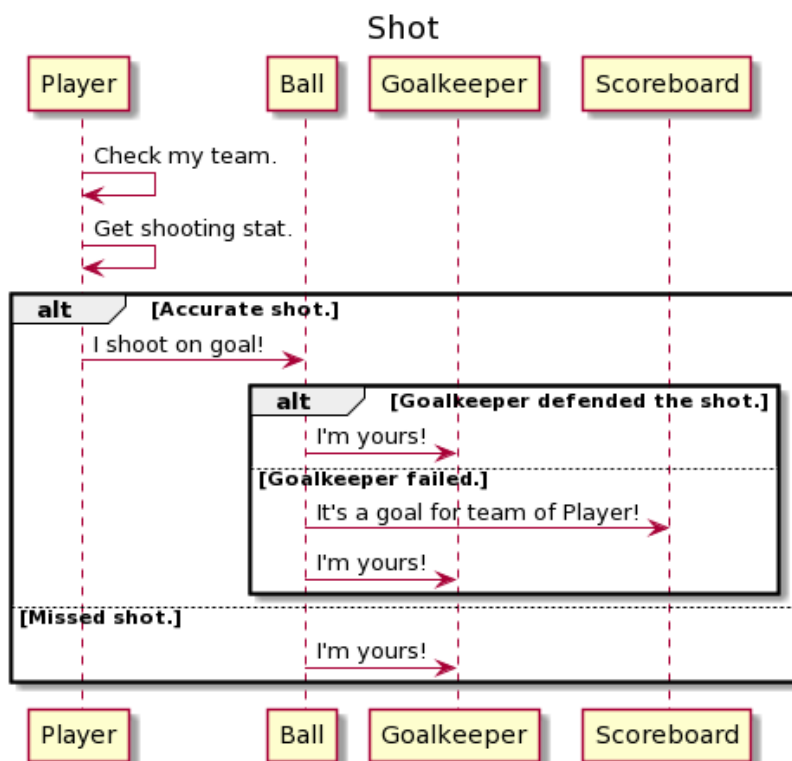 Shot
Player Ball Goalkeeper Scoreboard
Check my team.
Get shooting stat.
alt [Accurate shot.]
I shoot on goal!
alt [Goalkeeper defended the shot.]
I'm yours!
[Goalkeeper failed.]
It's a goal for team of Player!
I'm yours!
[Missed shot.]
I'm yours!
Player Ball Goalkeeper Scoreboard